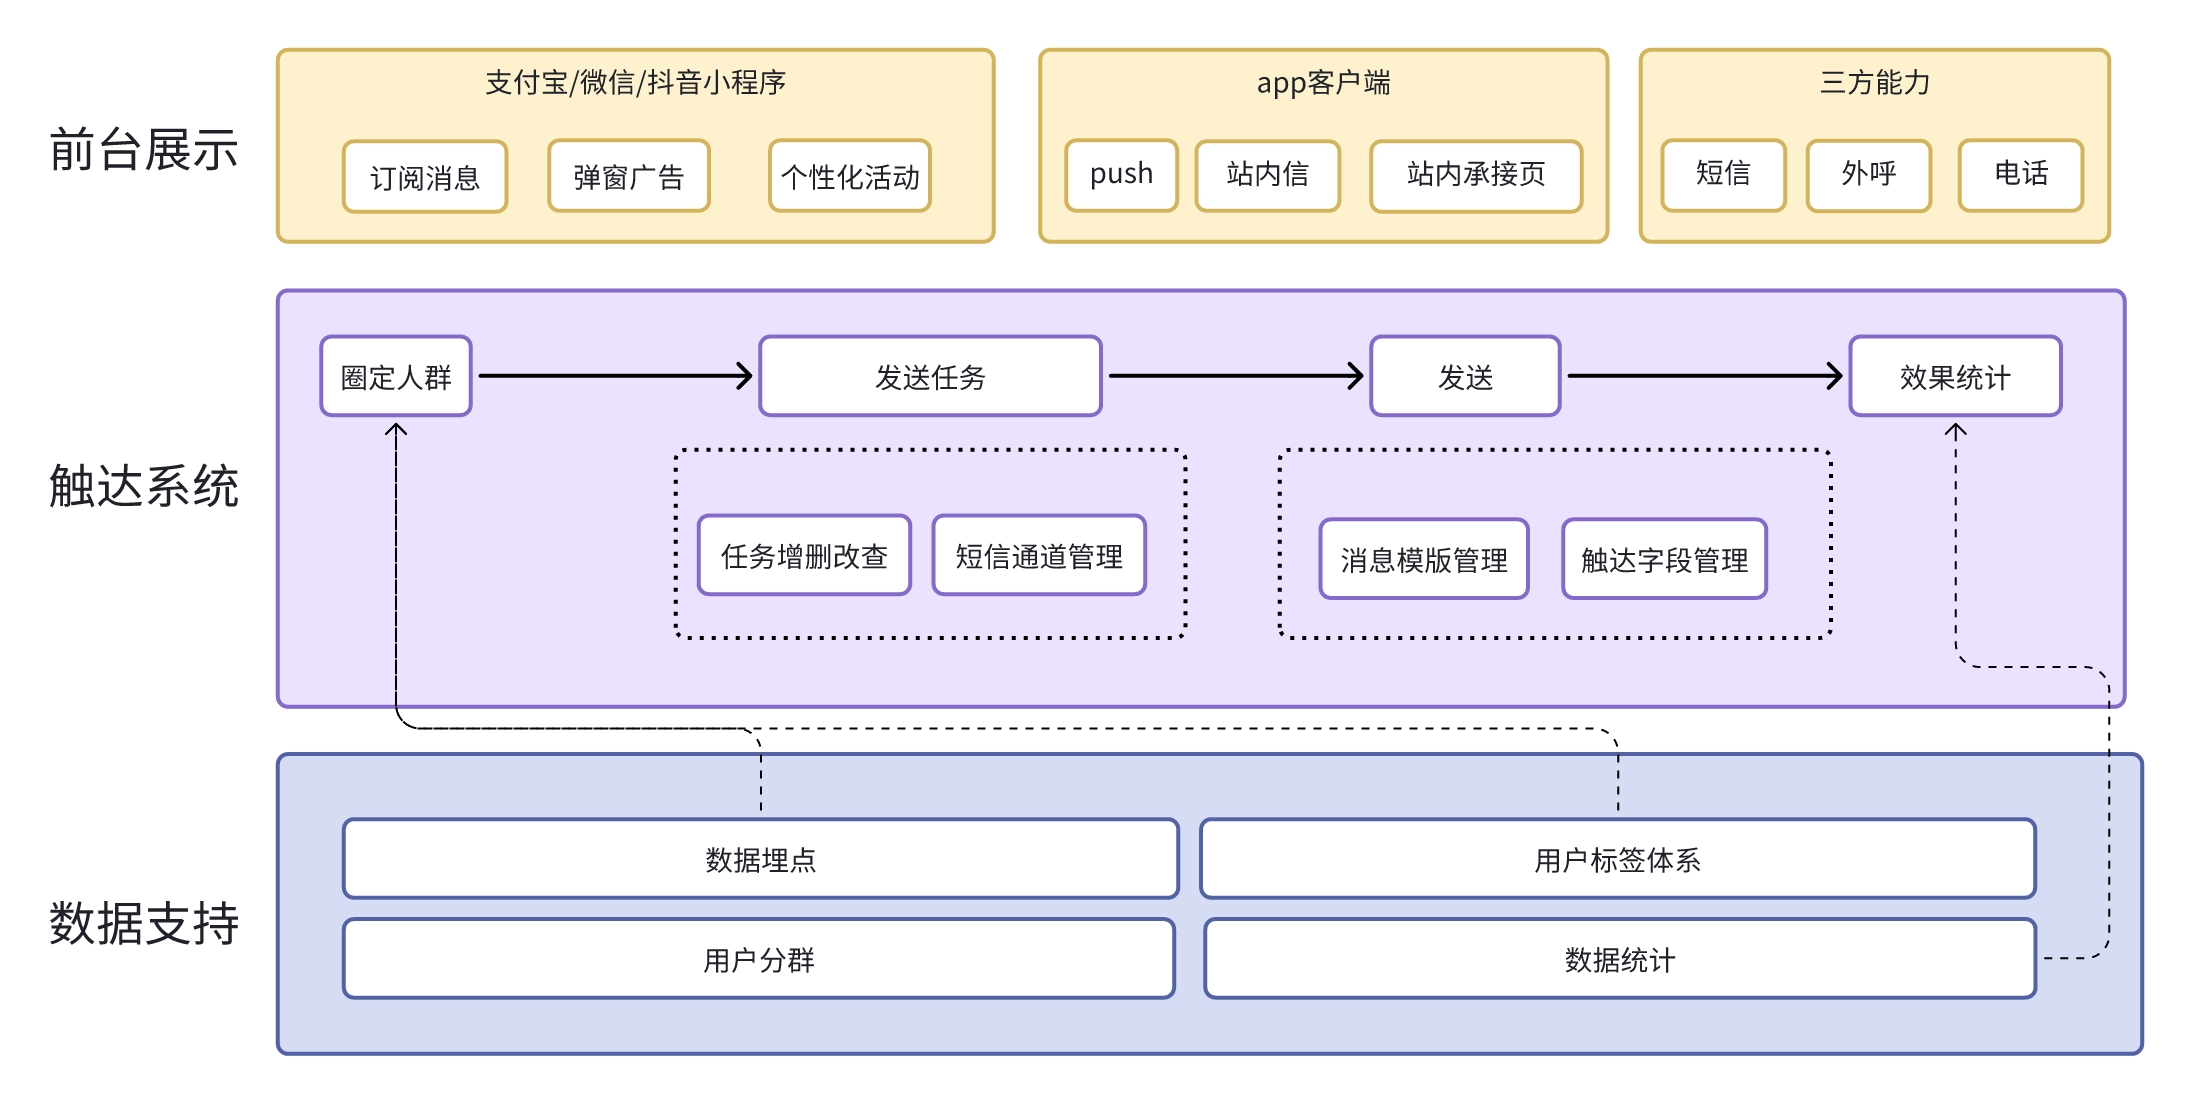 前台展示
支付宝/微信/抖音小程序
订阅消息
弹窗广告
个性化活动
app客户端
push
站内信
站内承接页
三方能力
短信
外呼
电话
触达系统
圈定人群
发送任务
发送
效果统计
任务增删改查
短信通道管理
消息模版管理
触达字段管理
数据支持
数据埋点
用户标签体系
用户分群
数据统计